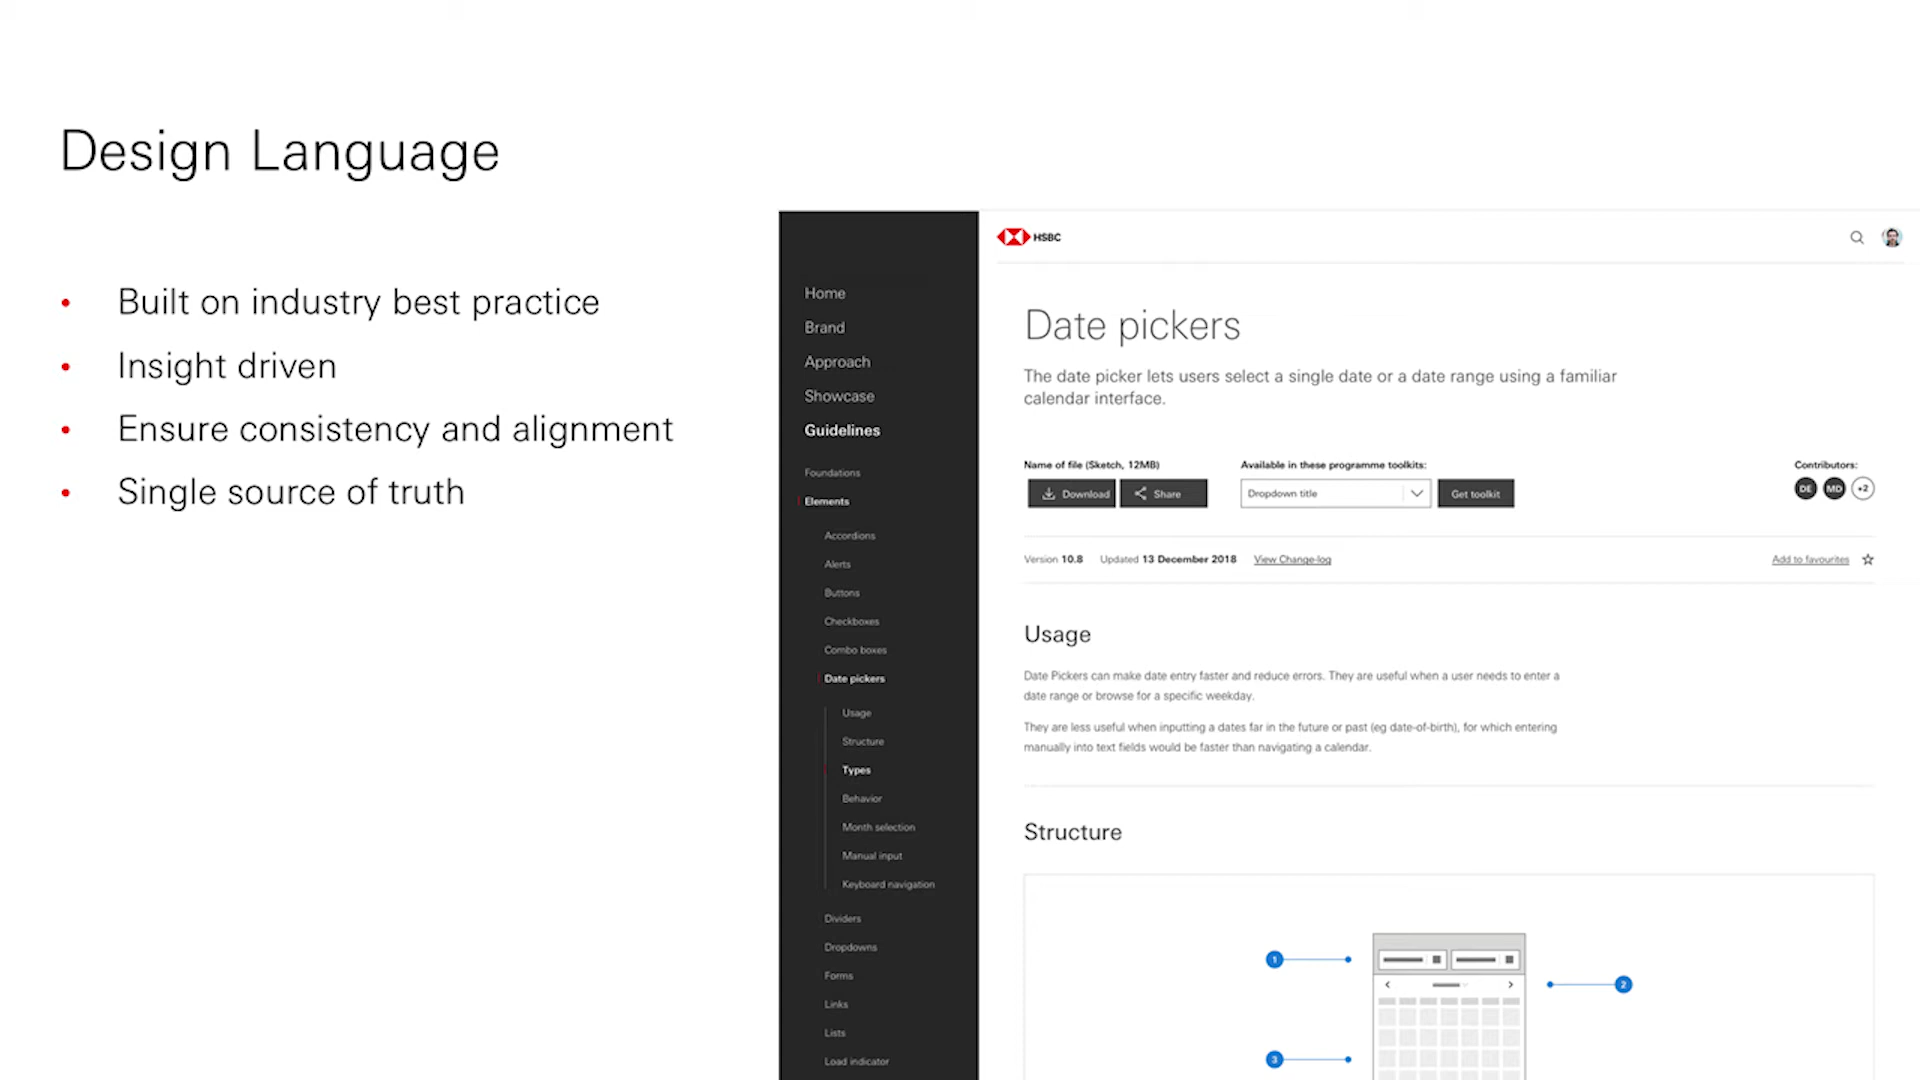 Design Language
• Built on industry best practice
• Insight driven
• Ensure consistency and alignment
• Single source of truth
Home
Brand
Approach
Showcase
Guidelines
Foundations
Elements
Accordions
Alerts
Buttons
Checkboxes
Combo boxes
Date pickers
Usage
Structure
Types
Behavior
Month selection
Manual input
Keyboard navigation
Dividers
Dropdowns
Forms
Links
Lists
Load indicator
HSBC
Date pickers
The date picker lets users select a single date or a date range using a familiar
calendar interface.
Name of file (Sketch, 12MB)
Download
Share
Available in these programme toolkits:
Dropdown title
Get toolkit
Contributors:
DE MD +2
Version 10.8 Updated 13 December 2018 View Change-log
Add to favourites
Usage
Date Pickers can make date entry faster and reduce errors. They are useful when a user needs to enter a
date range or browse for a specific weekday.
They are less useful when inputting a dates far in the future or past (eg date-of-birth), for which entering
manually into text fields would be faster than navigating a calendar.
Structure
1
2
3